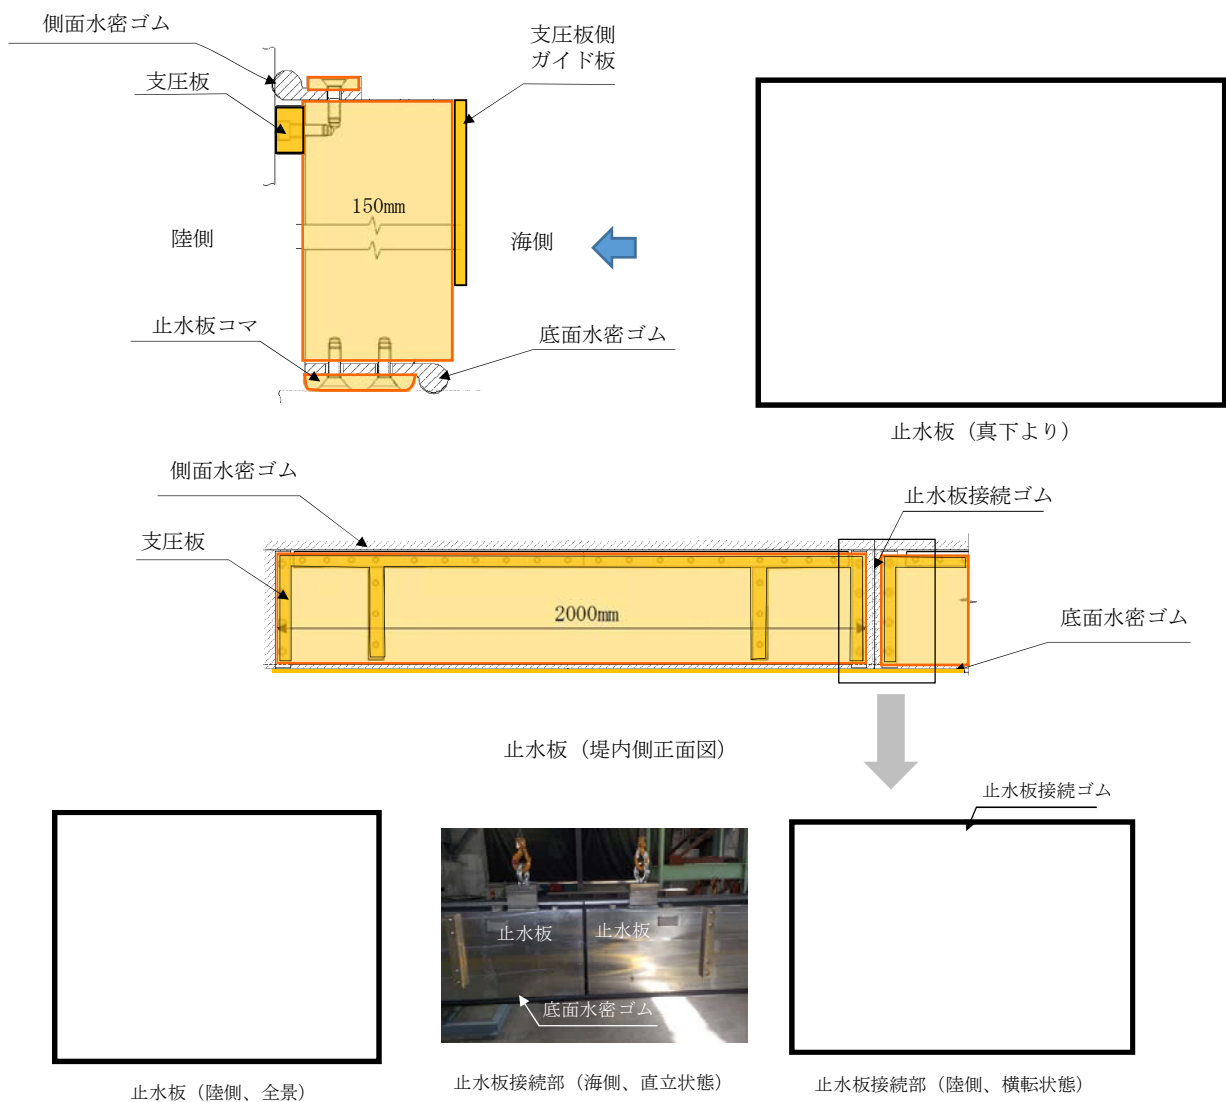 側面水密ゴム
支圧板側
ガイド板
支圧板
150mm
陸側
海側
止水板コマ
底面水密ゴム
止水板（真下より）
側面水密ゴム
止水板接続ゴム
支圧板
2000mm
底面水密ゴム
止水板（堤内側正面図）
止水板接続ゴム
止水板
止水板
底面水密ゴム
止水板（陸側、全景）
止水板接続部（海側、直立状態）
止水板接続部（陸側、横転状態）